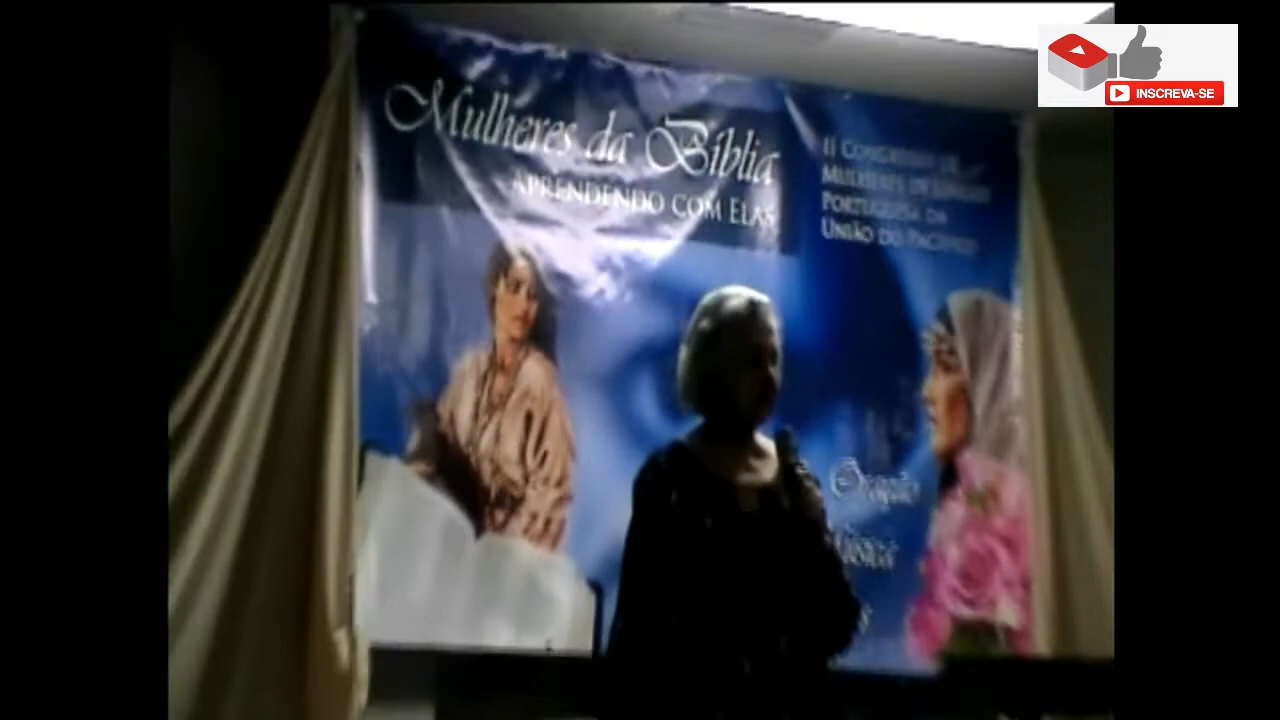 Mulheres da Bíblia
APRENDENDO COM ELAS
II CONGRESSO DE
MULHERES DE LÍNGUA
PORTUGUESA DA
UNIÃO DO PACÍFICO
Oração
INSCREVA-SE